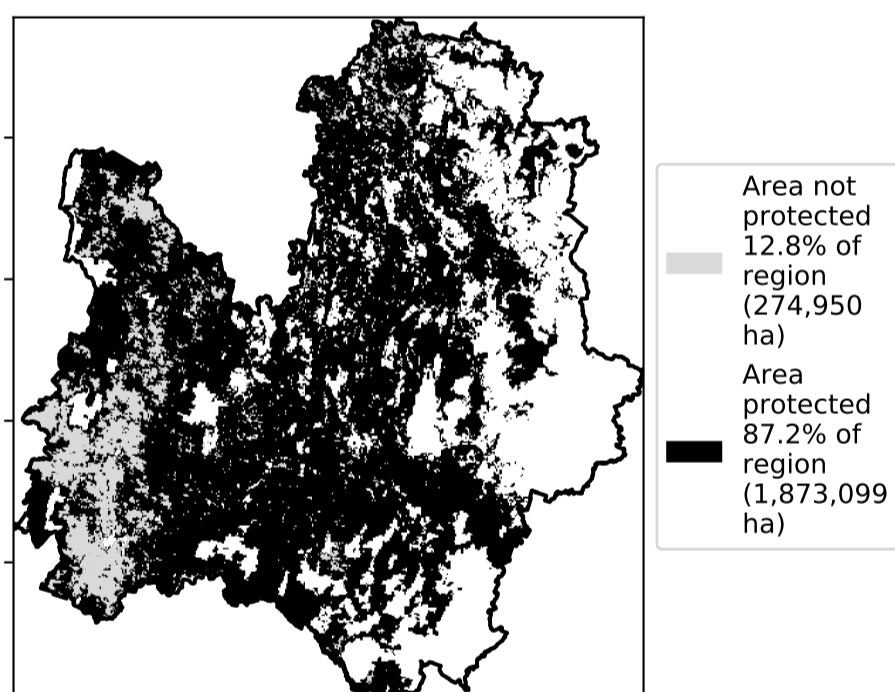 Area not
protected
12.8% of
region
(274,950
ha)
Area
protected
87.2% of
region
(1,873,099
ha)